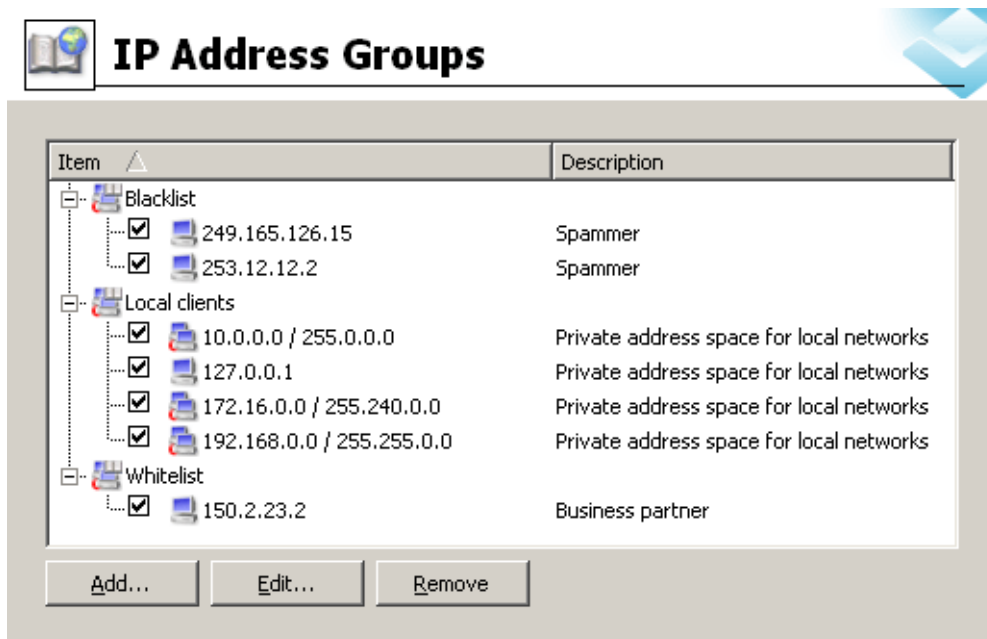 IP Address Groups
Item Description
Blacklist
249.165.126.15 Spammer
253.12.12.2 Spammer
Local clients
10.0.0.0 / 255.0.0.0 Private address space for local networks
127.0.0.1 Private address space for local networks
172.16.0.0 / 255.240.0.0 Private address space for local networks
192.168.0.0 / 255.255.0.0 Private address space for local networks
Whitelist
150.2.23.2 Business partner
Add... Edit... Remove